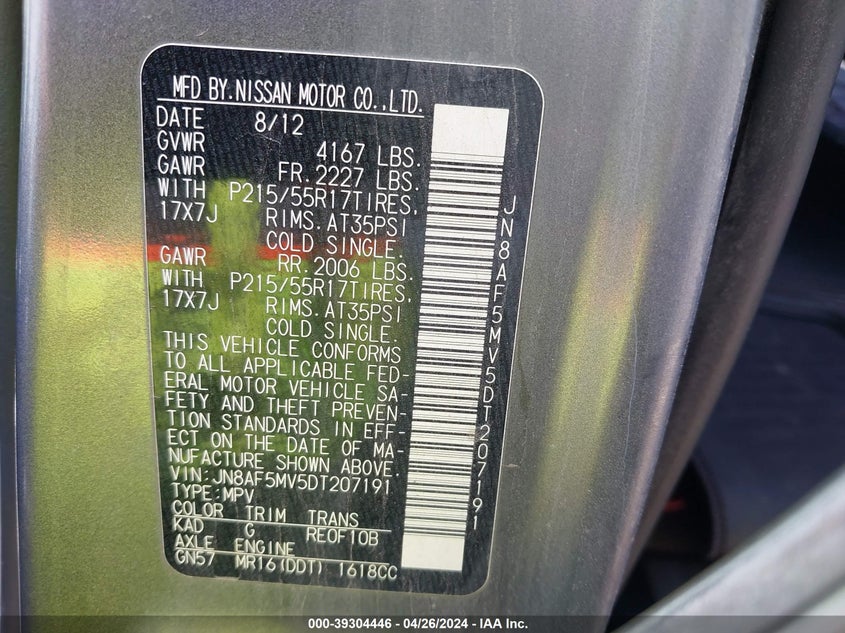 MFD BY.NISSAN MOTOR CO.,LTD.
DATE 8/12
GVWR 4167 LBS.
GAWR FR.2227 LBS.
WITH P215/55R17TIRES,
17X7J RIMS.AT35PSI
COLD SINGLE.
GAWR RR.2006 LBS.
WITH P215/55R17TIRES,
17X7J RIMS.AT35PSI
COLD SINGLE.
THIS VEHICLE CONFORMS
TO ALL APPLICABLE FED-
ERAL MOTOR VEHICLE SA-
FETY AND THEFT PREVEN-
TION STANDARDS IN EFF-
ECT ON THE DATE OF MA-
NUFACTURE SHOWN ABOVE.
VIN:JN8AF5MV5DT207191
TYPE:MPV
COLOR TRIM TRANS
KAD G RE0F10B
AXLE ENGINE
GN57 MR16(DDT) 1618CC
JN8AF5MV5DT207191
000-39304446 - 04/26/2024 - IAA Inc.